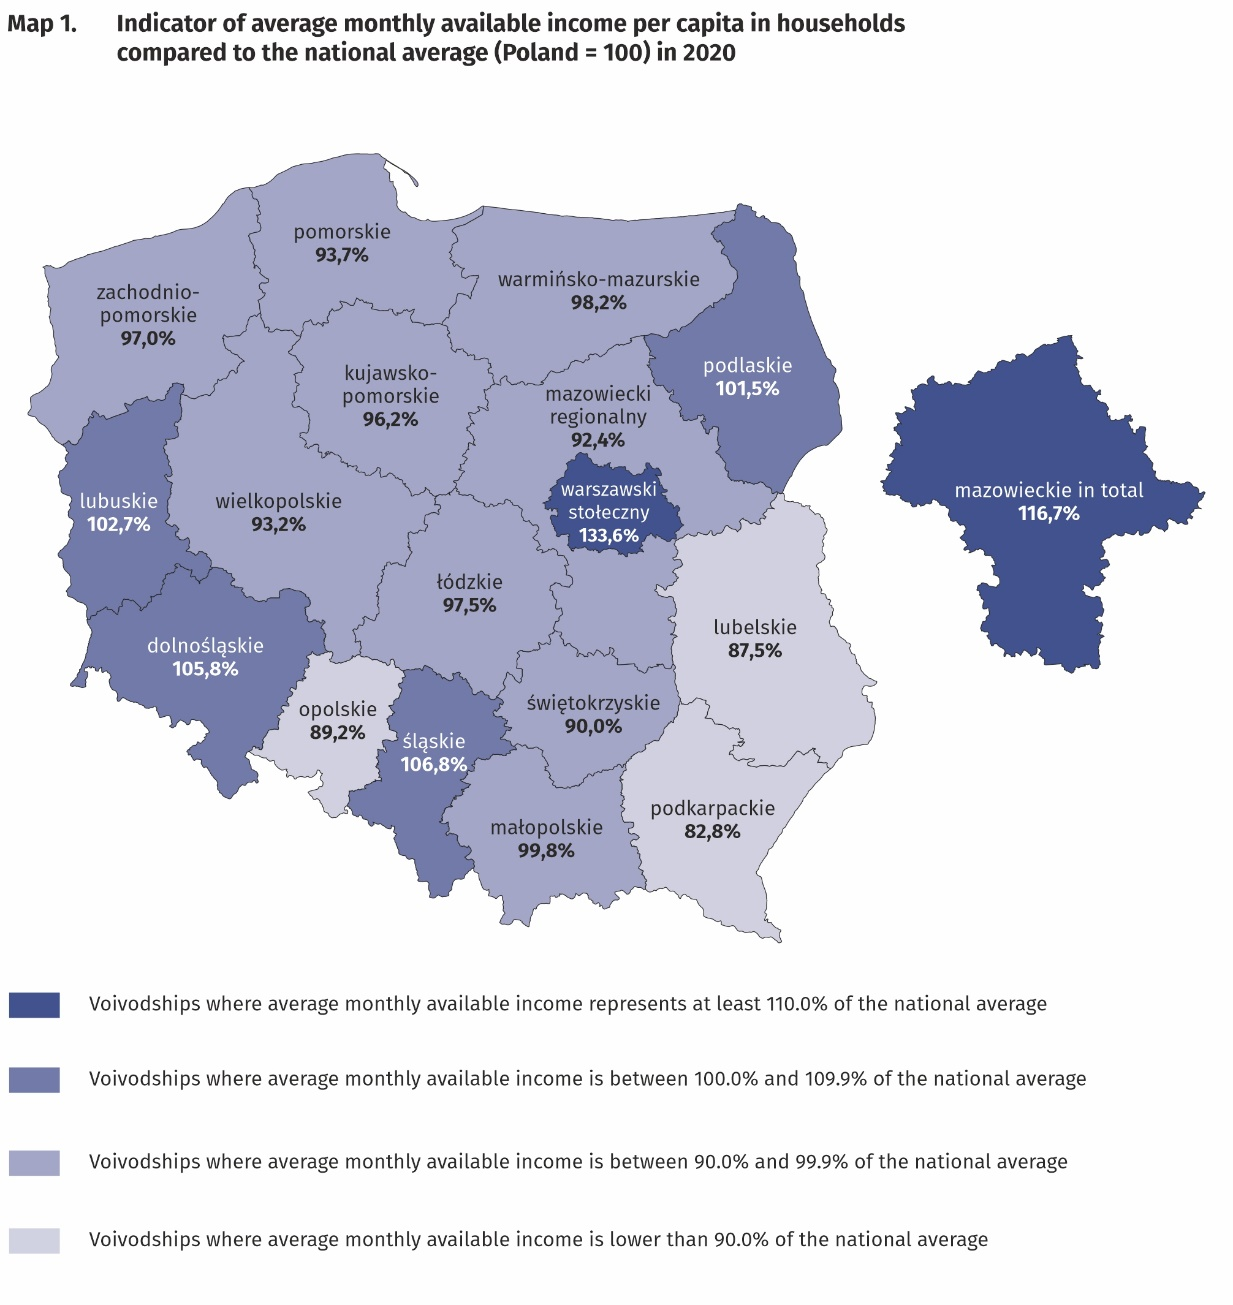 Map 1. Indicator of average monthly available income per capita in households
compared to the national average (Poland = 100) in 2020
pomorskie
93,7%
warmińsko-mazurskie
98,2%
zachodnio-
pomorskie
97,0%
podlaskie
101,5%
kujawsko-
pomorskie
96,2%
mazowiecki
regionalny
92,4%
lubuskie
102,7%
wielkopolskie
93,2%
warszawski
stołeczny
133,6%
mazowieckie in total
116,7%
łódzkie
97,5%
lubelskie
87,5%
dolnośląskie
105,8%
opolskie
89,2%
śląskie
106,8%
świętokrzyskie
90,0%
małopolskie
99,8%
podkarpackie
82,8%
Voivodships where average monthly available income represents at least 110.0% of the national average
Voivodships where average monthly available income is between 100.0% and 109.9% of the national average
Voivodships where average monthly available income is between 90.0% and 99.9% of the national average
Voivodships where average monthly available income is lower than 90.0% of the national average